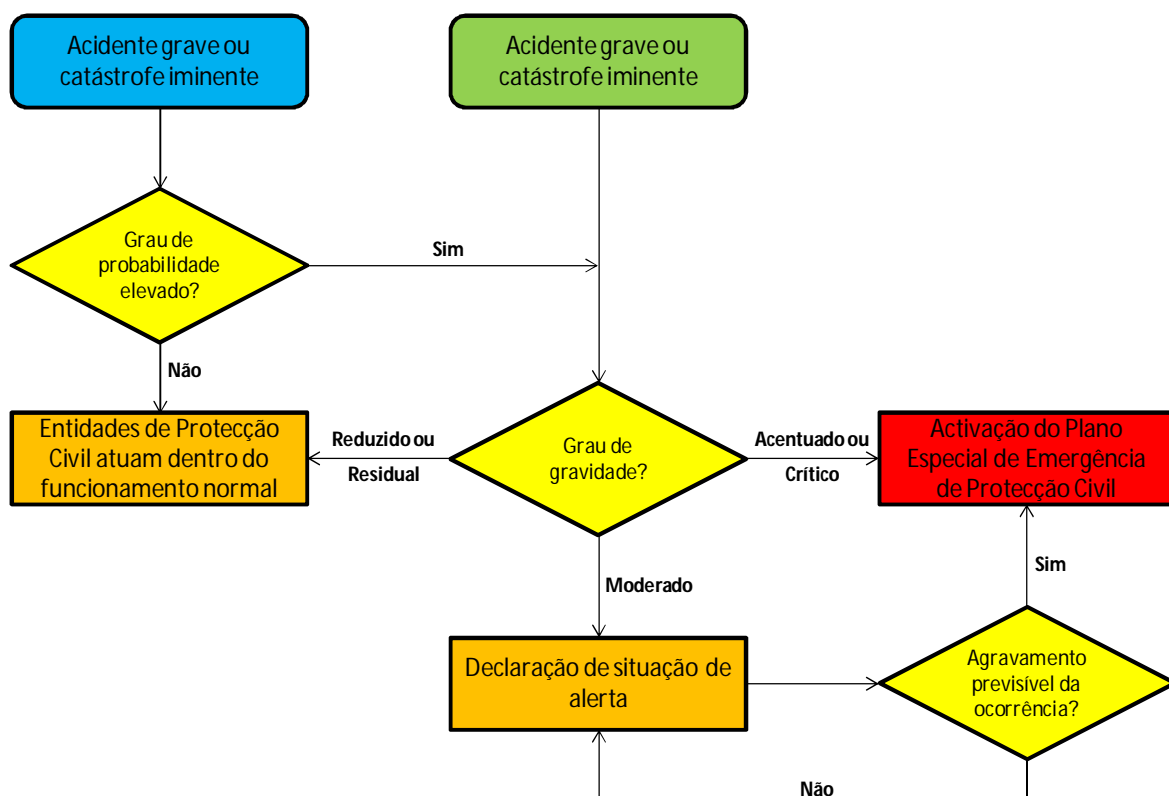 Acidente grave ou
catástrofe iminente
Acidente grave ou
catástrofe iminente
Grau de
probabilidade
elevado?
Sim
Não
Entidades de Protecção
Civil atuam dentro do
funcionamento normal
Reduzido ou
Residual
Grau de
gravidade?
Acentuado ou
Crítico
Activação do Plano
Especial de Emergência
de Protecção Civil
Moderado
Sim
Declaração de situação de
alerta
Agravamento
previsível da
ocorrência?
Não